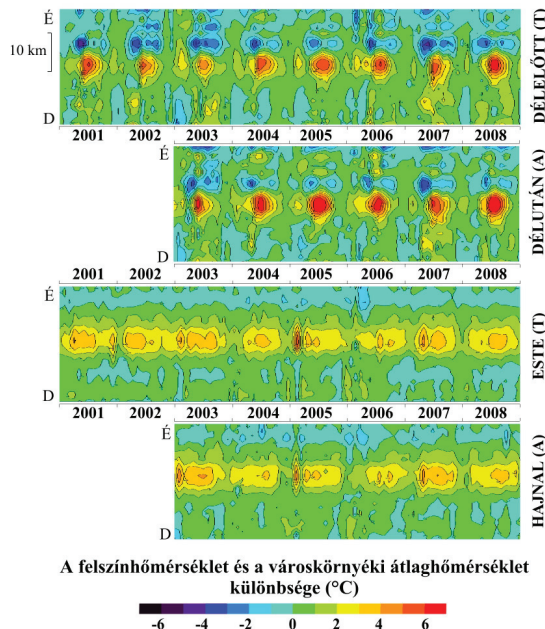 É
10 km
D
DÉLELŐTT (T)
2001 2002 2003 2004 2005 2006 2007 2008
D
DÉLUTÁN (A)
2001 2002 2003 2004 2005 2006 2007 2008
É
D
ESTE (T)
2001 2002 2003 2004 2005 2006 2007 2008
É
D
HAJNAL (A)
A felszínhőmérséklet és a városkörnyéki átlaghőmérséklet
különbsége (°C)
-6 -4 -2 0 2 4 6